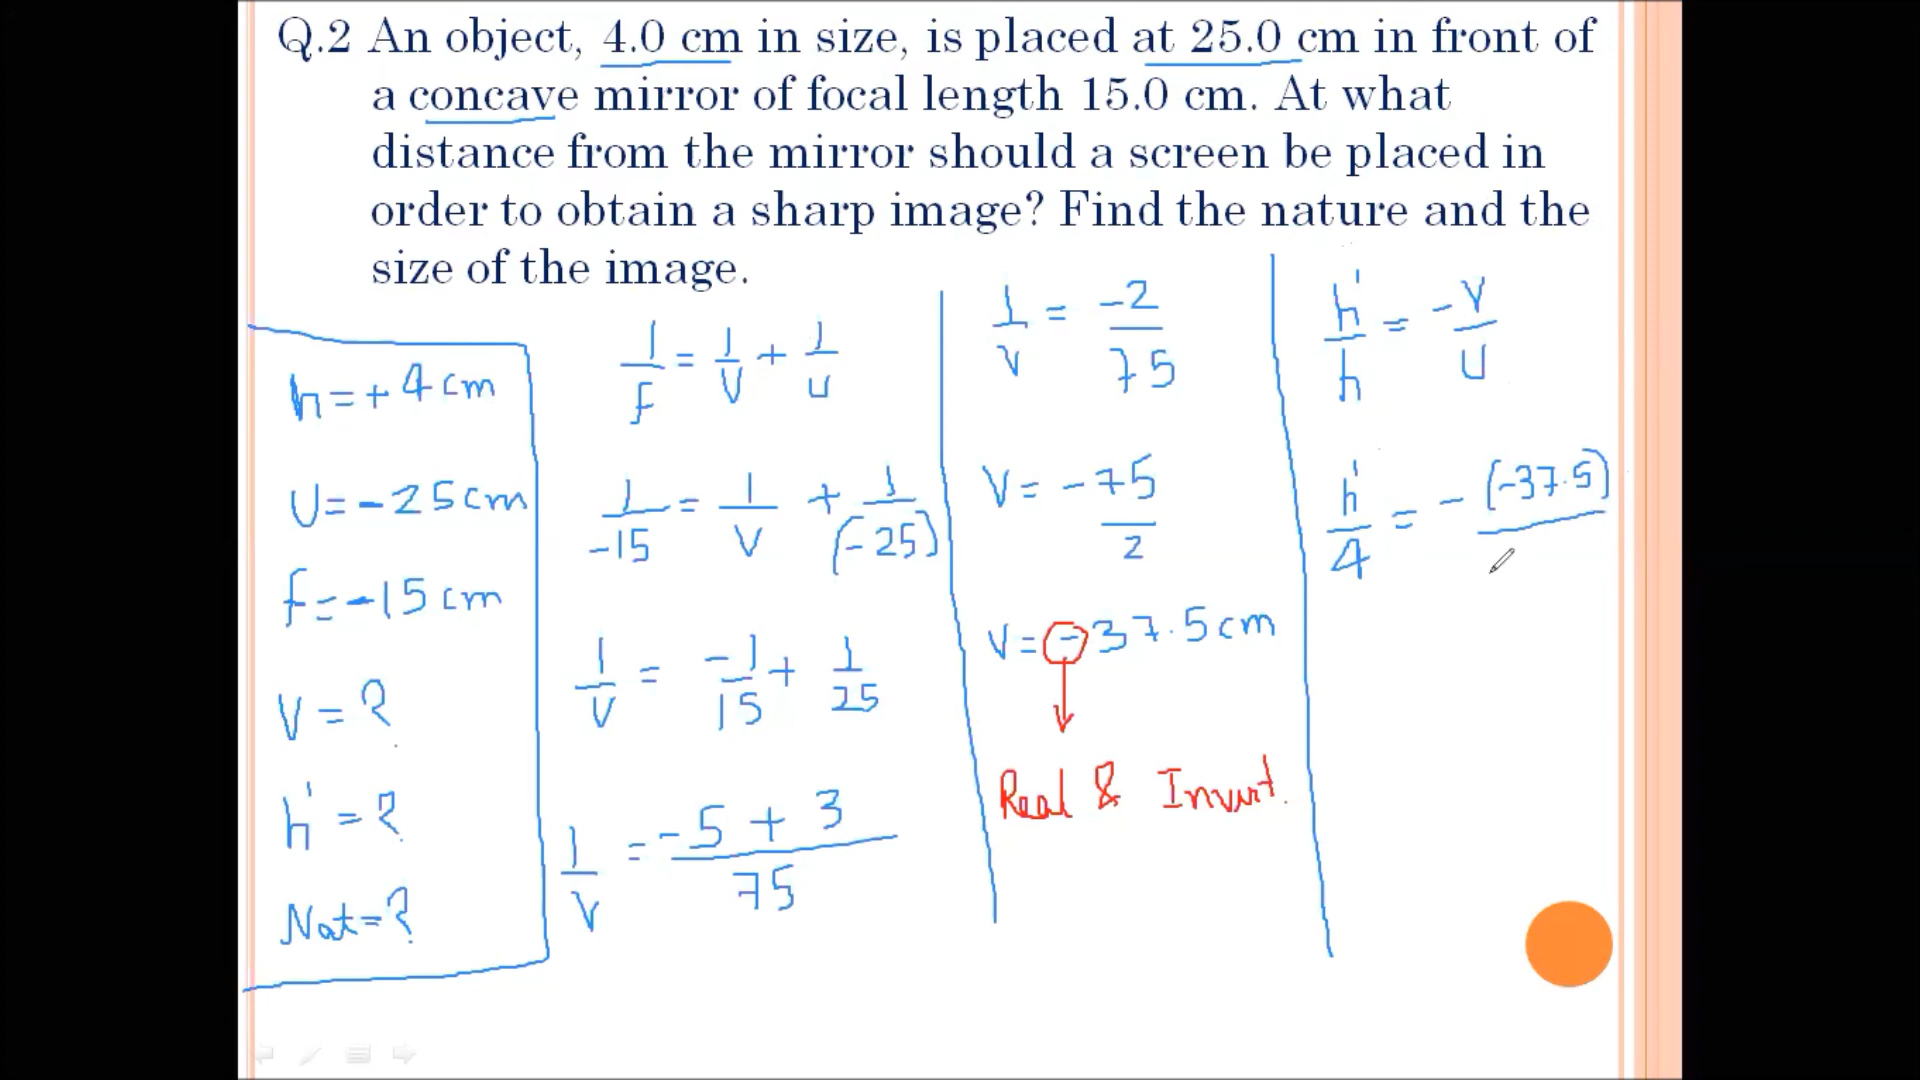 Q.2 An object, 4.0 cm in size, is placed at 25.0 cm in front of
a concave mirror of focal length 15.0 cm. At what
distance from the mirror should a screen be placed in
order to obtain a sharp image? Find the nature and the
size of the image.
h = + 4 cm
U = - 25 cm
f = - 15 cm
V = ?
h' = ?
Nat = ?
1/f = 1/V + 1/u
1/-15 = 1/V + 1/(-25)
1/V = -1/15 + 1/25
1/V = -5 + 3/75
1/V = -2/75
V = -75/2
V = -37.5 cm
Real & Invert.
h'/h = -V/U
h'/4 = -(-37.5)/